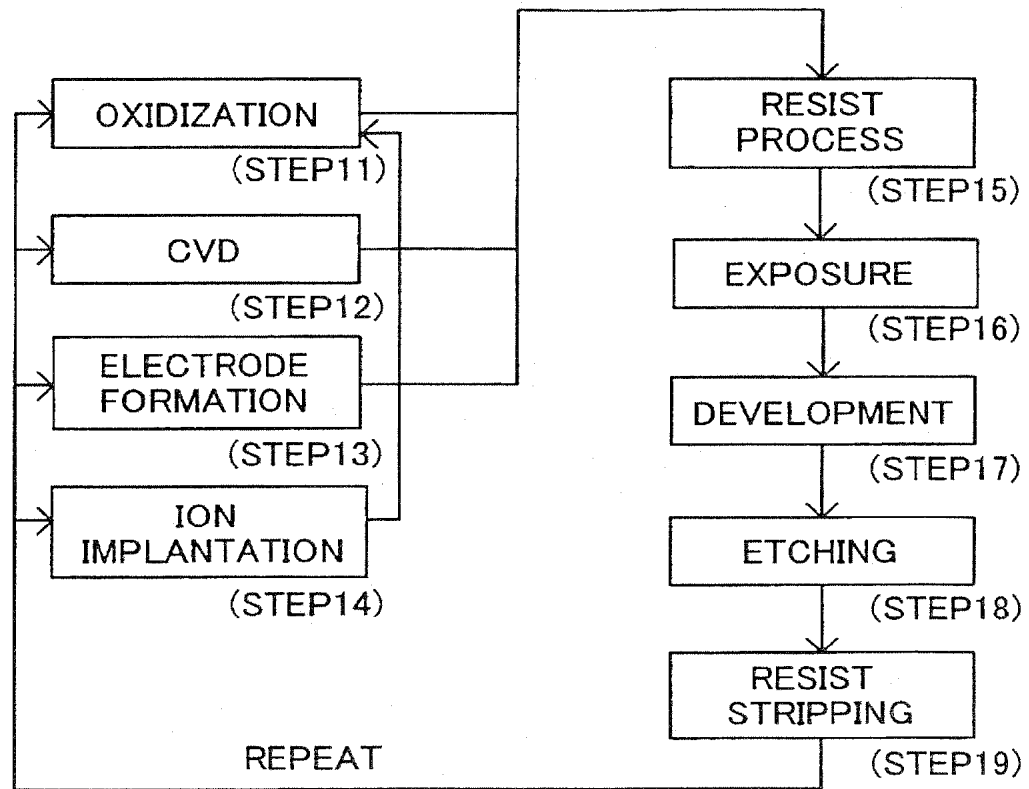 OXIDIZATION
(STEP11)
CVD
(STEP12)
ELECTRODE
FORMATION
(STEP13)
ION
IMPLANTATION
(STEP14)
REPEAT
RESIST
PROCESS
(STEP15)
EXPOSURE
(STEP16)
DEVELOPMENT
(STEP17)
ETCHING
(STEP18)
RESIST
STRIPPING
(STEP19)